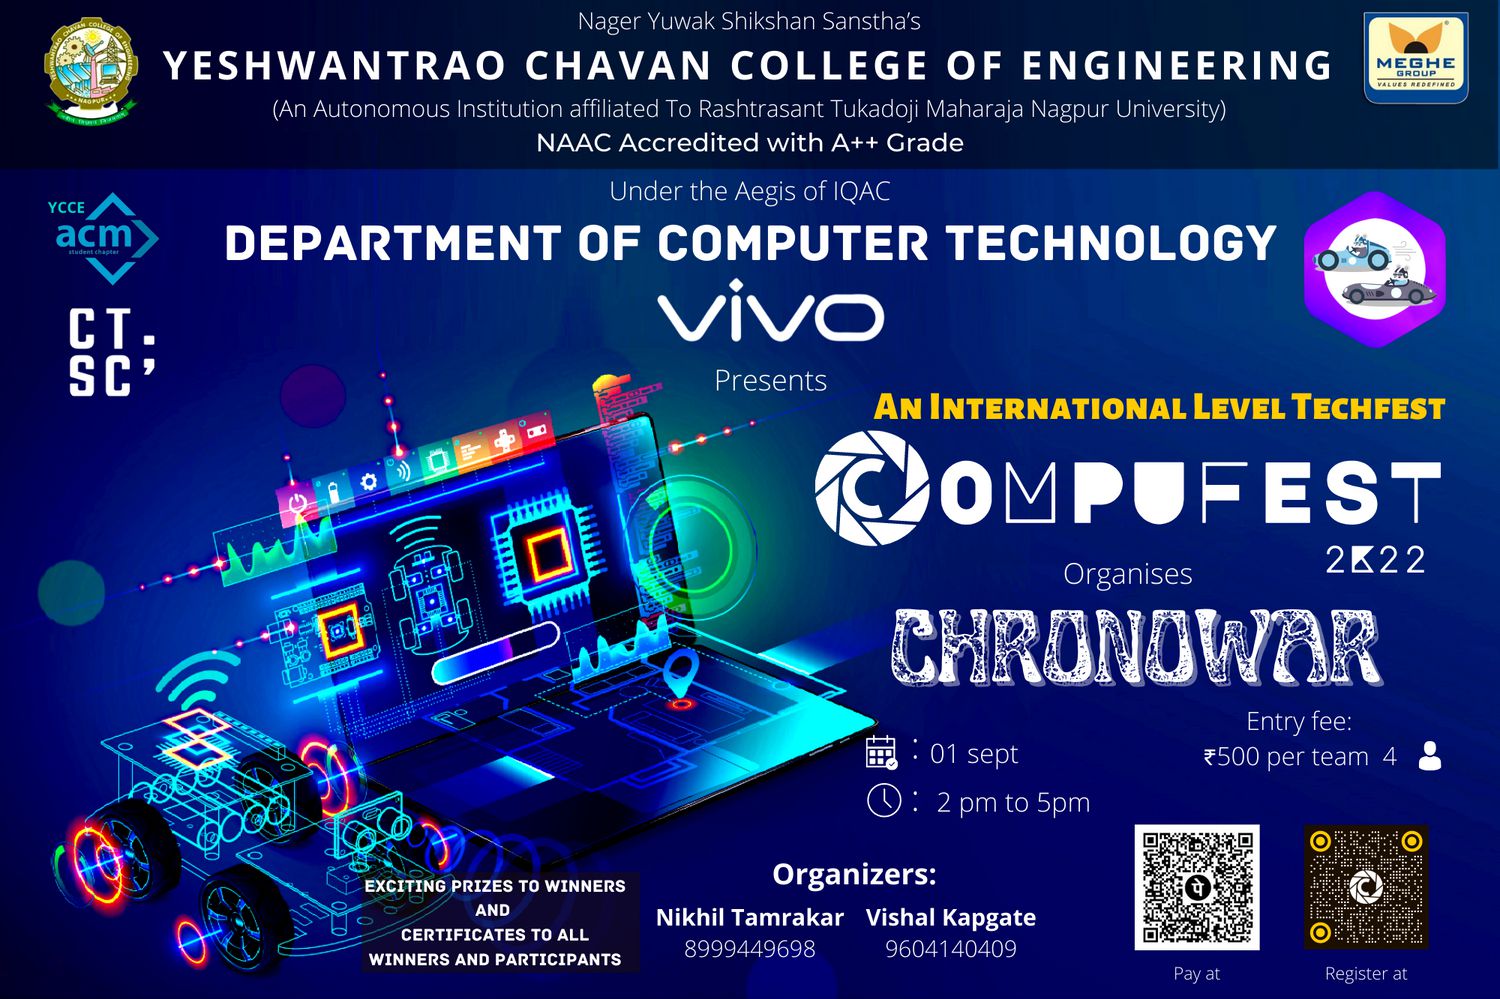 Nager Yuwak Shikshan Sanstha's
YESHWANTRAO CHAVAN COLLEGE OF ENGINEERING
(An Autonomous Institution affiliated To Rashtrasant Tukadoji Maharaja Nagpur University)
NAAC Accredited with A++ Grade
MEGHE
GROUP
VALUES REDEFINED
NAGPUR
Under the Aegis of IQAC
DEPARTMENT OF COMPUTER TECHNOLOGY
YCCE
acm
student chapter
CT.
SC,
vivo
Presents
AN INTERNATIONAL LEVEL TECHFEST
COMPUFEST
2K22
Organises
CHRONOWAR
Entry fee:
₹500 per team 4
: 01 sept
: 2 pm to 5pm
EXCITING PRIZES TO WINNERS
AND
CERTIFICATES TO ALL
WINNERS AND PARTICIPANTS
Organizers:
Nikhil Tamrakar Vishal Kapgate
8999449698 9604140409
पे
Pay at
Register at